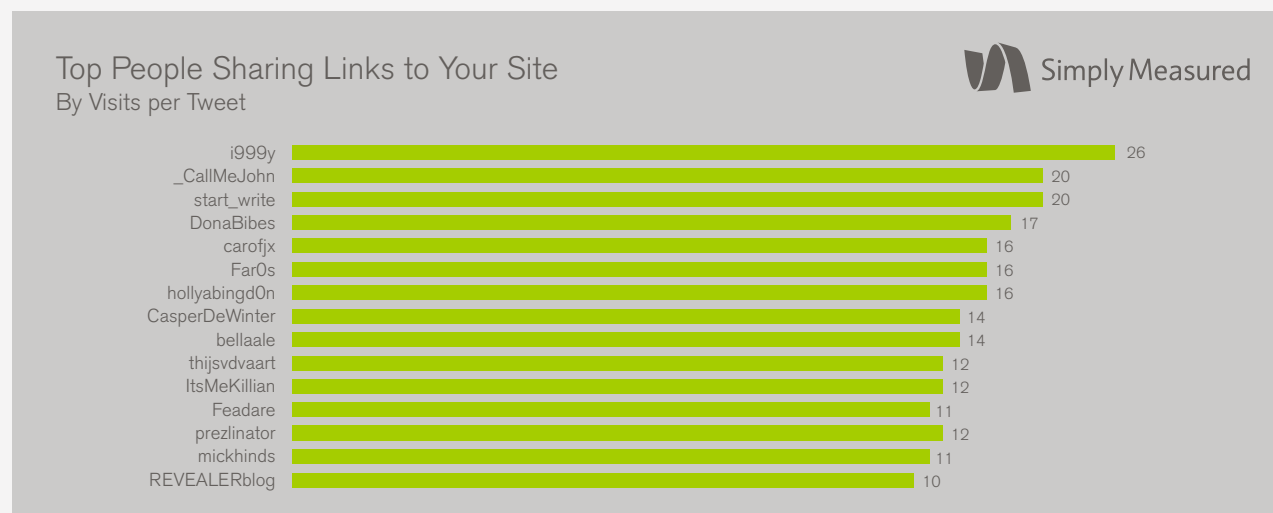 Top People Sharing Links to Your Site
By Visits per Tweet
Simply Measured
i999y 26
_CallMeJohn 20
start_write 20
DonaBibes 17
carofjx 16
Far0s 16
hollyabingd0n 16
CasperDeWinter 14
bellaale 14
thijsvdvaart 12
ItsMeKillian 12
Feadare 11
prezlinator 12
mickhinds 11
REVEALERblog 10